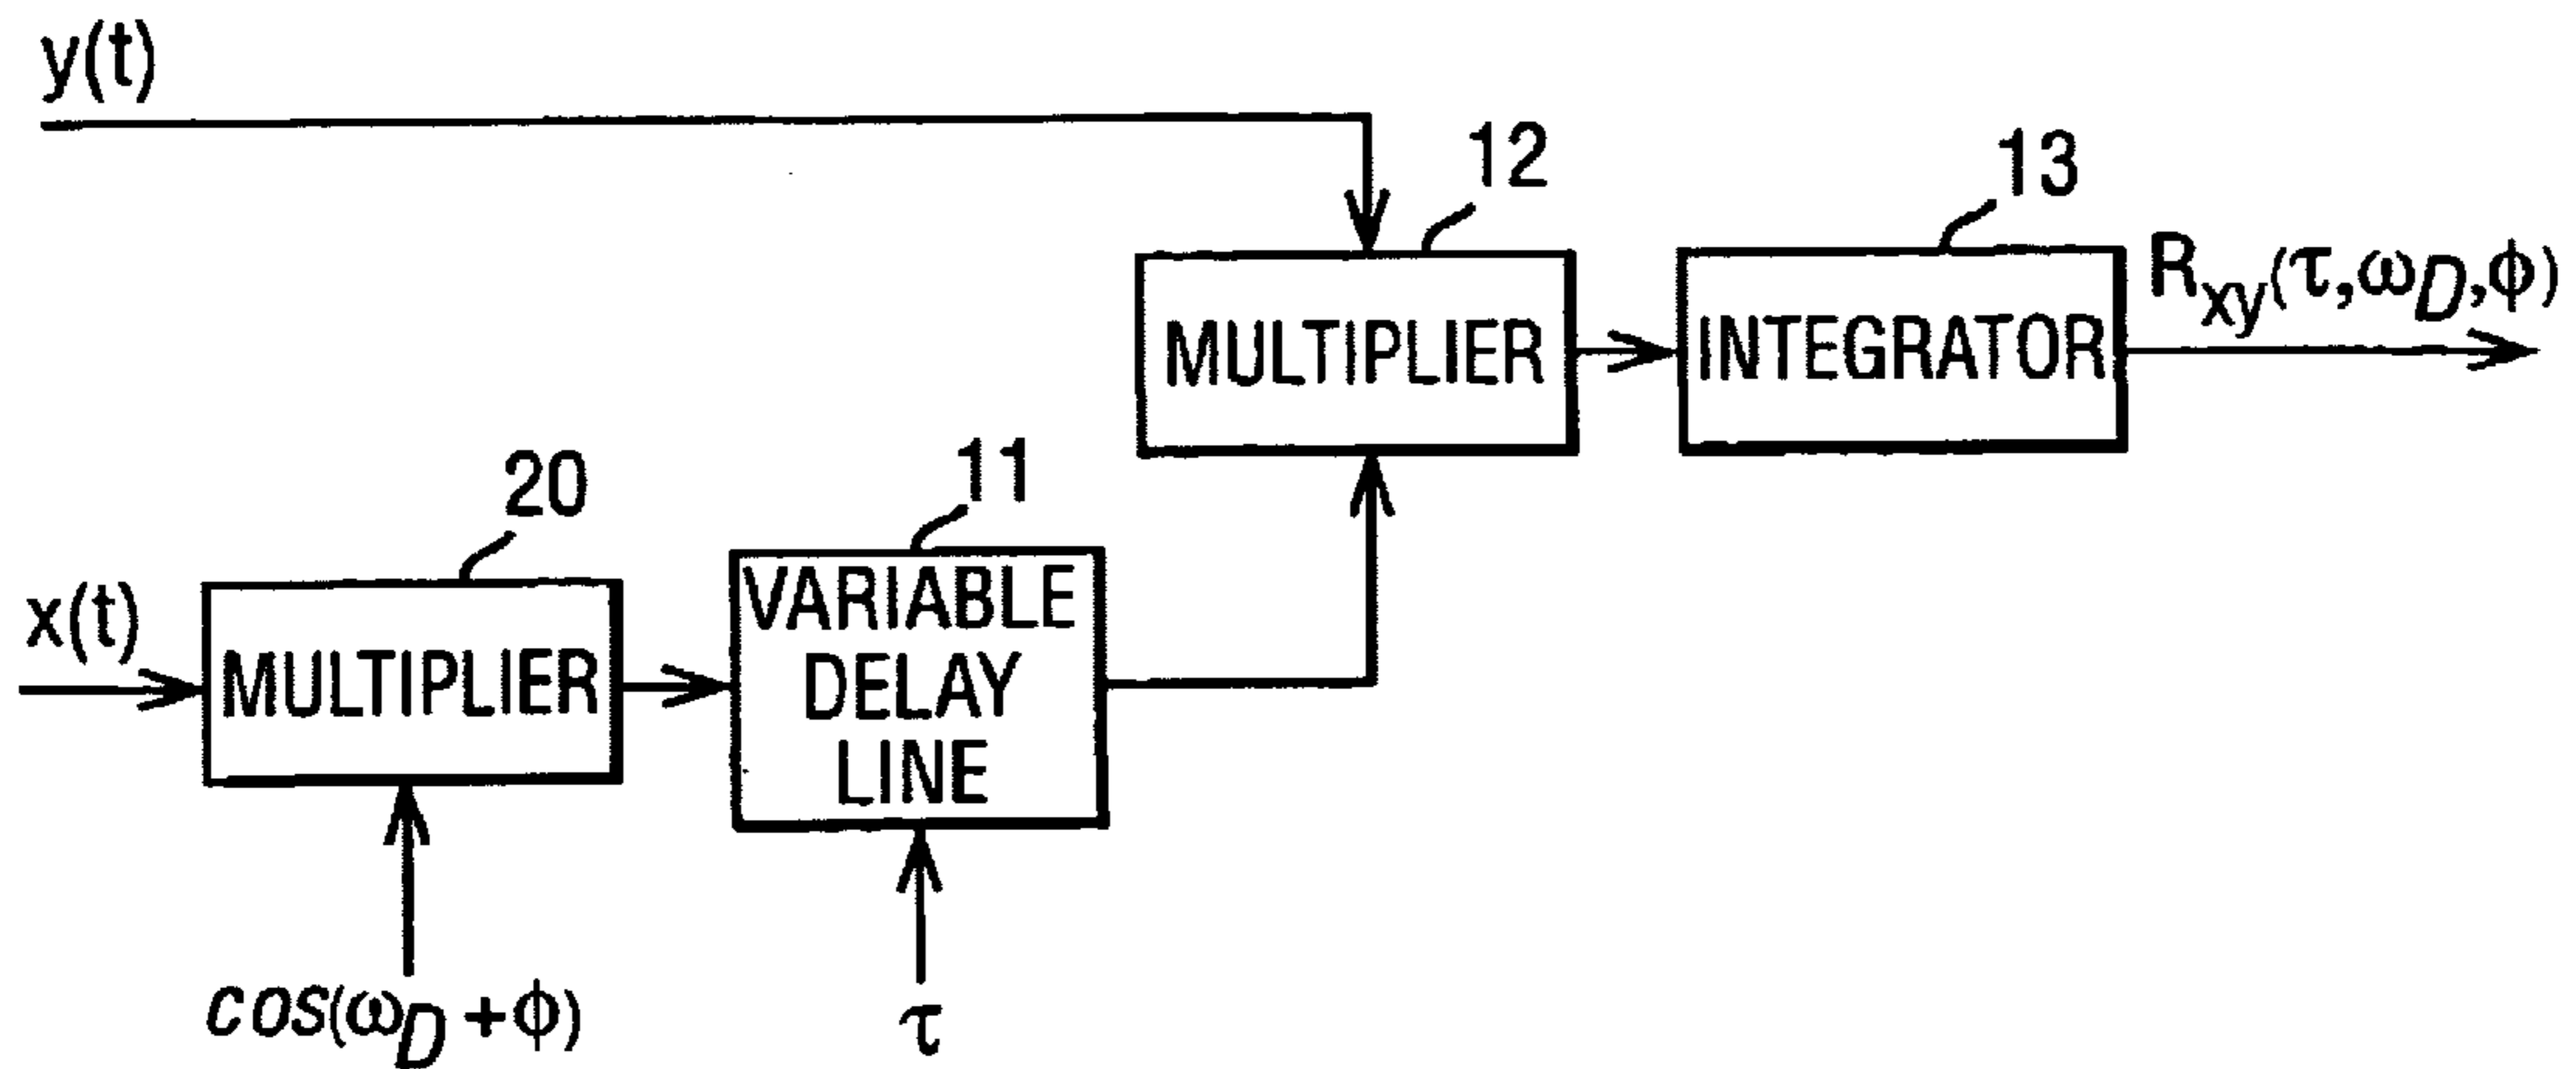 y(t)
12
13
MULTIPLIER
INTEGRATOR
R_xy(τ,ω_D,ϕ)
20
11
x(t)
MULTIPLIER
VARIABLE
DELAY
LINE
cos(ω_D+ϕ)
τ